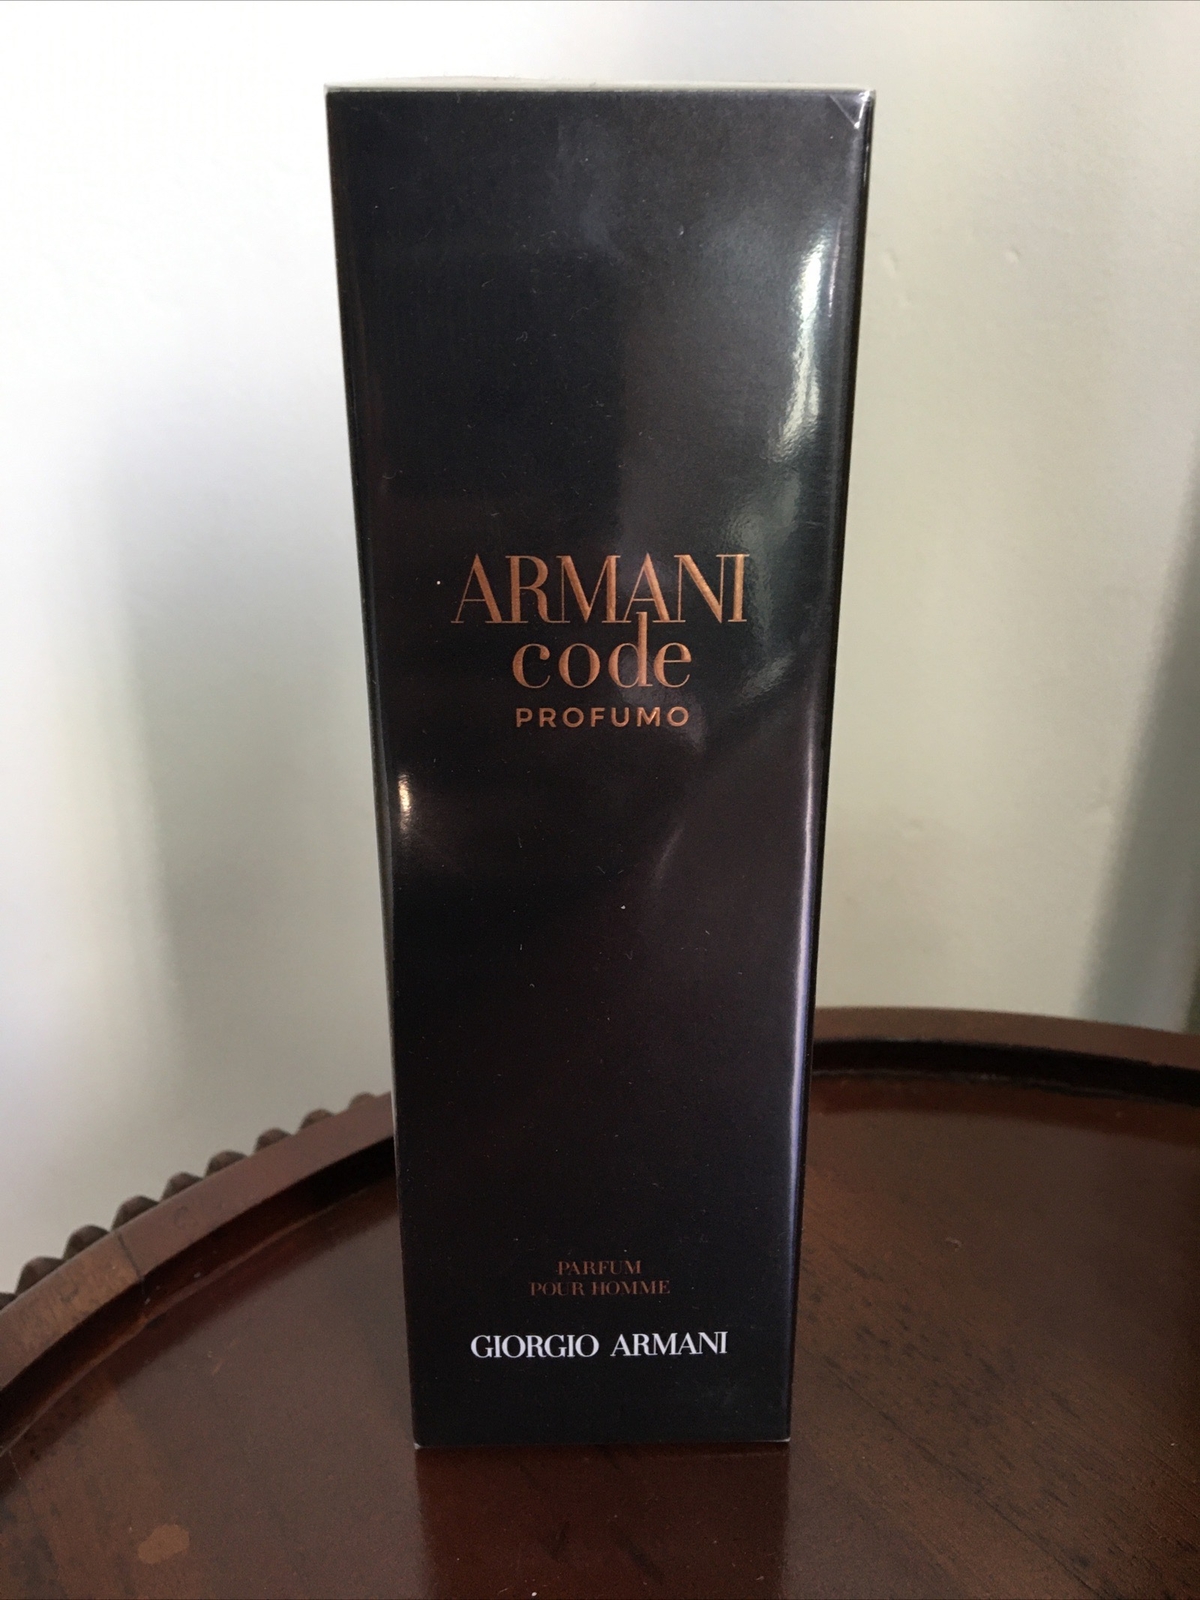 ARMANI
code
PROFUMO
PARFUM
POUR HOMME
GIORGIO ARMANI